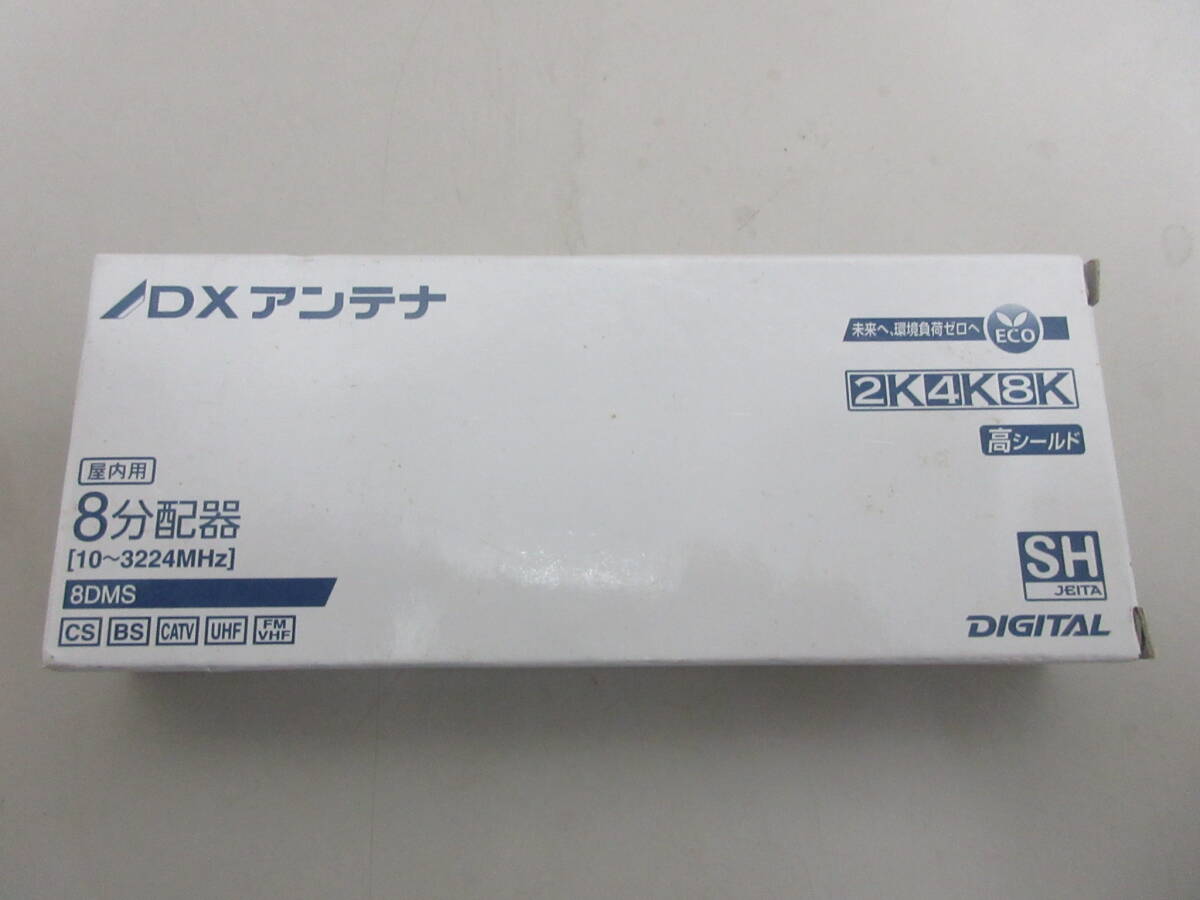 DXアンテナ
未来へ、環境負荷ゼロへ ECO
2K4K8K
高シールド
屋内用
8分配器
[10～3224MHz]
8DMS
CS BS CATV UHF FM VHF
SH
JEITA
DIGITAL